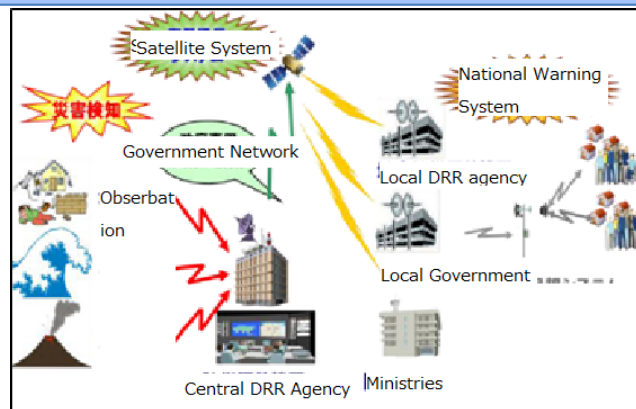 Satellite System
National Warning
System
災害検知
Government Network
Local DRR agency
Obserbat
ion
Local Government
Central DRR Agency
Ministries